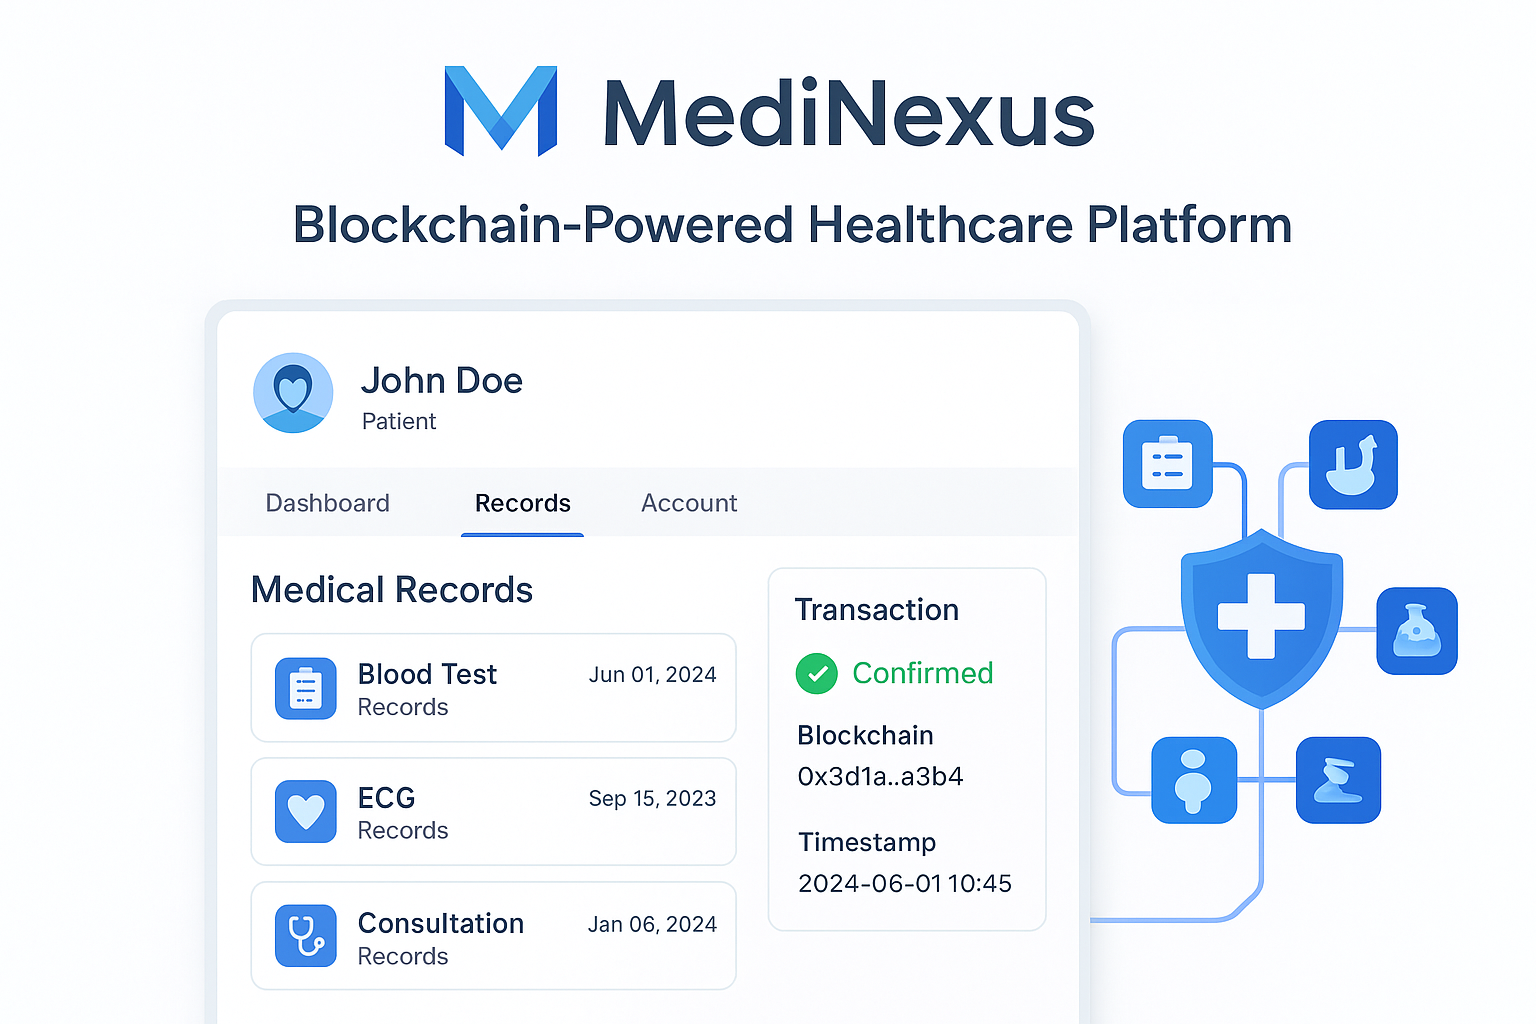 MediNexus
Blockchain-Powered Healthcare Platform
John Doe
Patient
Dashboard Records Account
Medical Records
Blood Test Jun 01, 2024
Records
ECG Sep 15, 2023
Records
Consultation Jan 06, 2024
Records
Transaction
Confirmed
Blockchain
0x3d1a..a3b4
Timestamp
2024-06-01 10:45